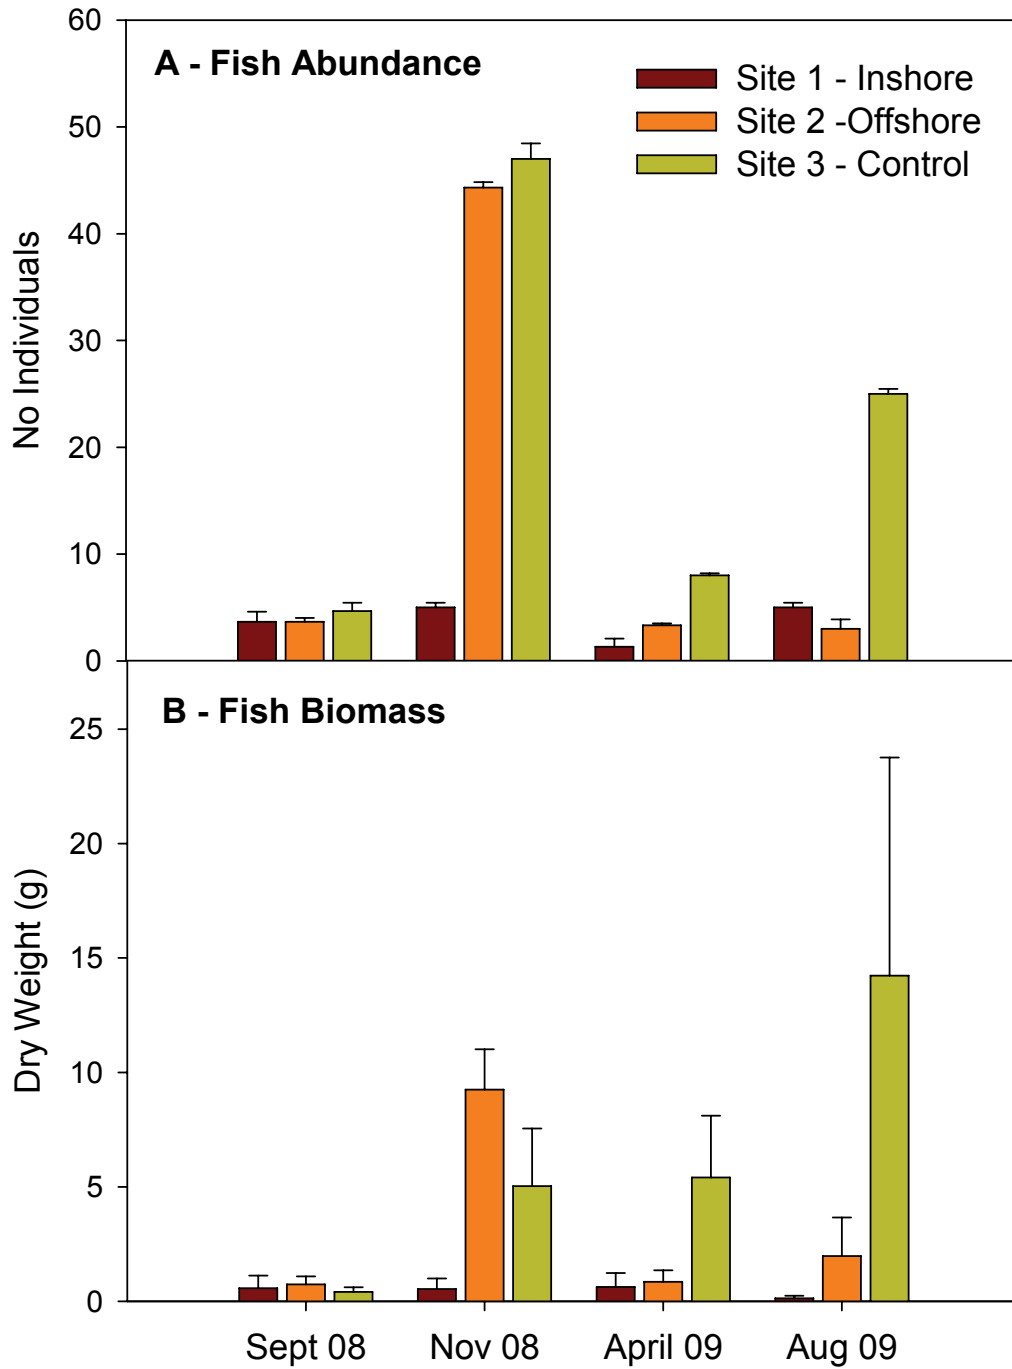 60
A - Fish Abundance
Site 1 - Inshore
Site 2 -Offshore
Site 3 - Control
50
40
30
20
10
0
No Individuals
B - Fish Biomass
25
20
15
10
5
0
Dry Weight (g)
Sept 08 Nov 08 April 09 Aug 09